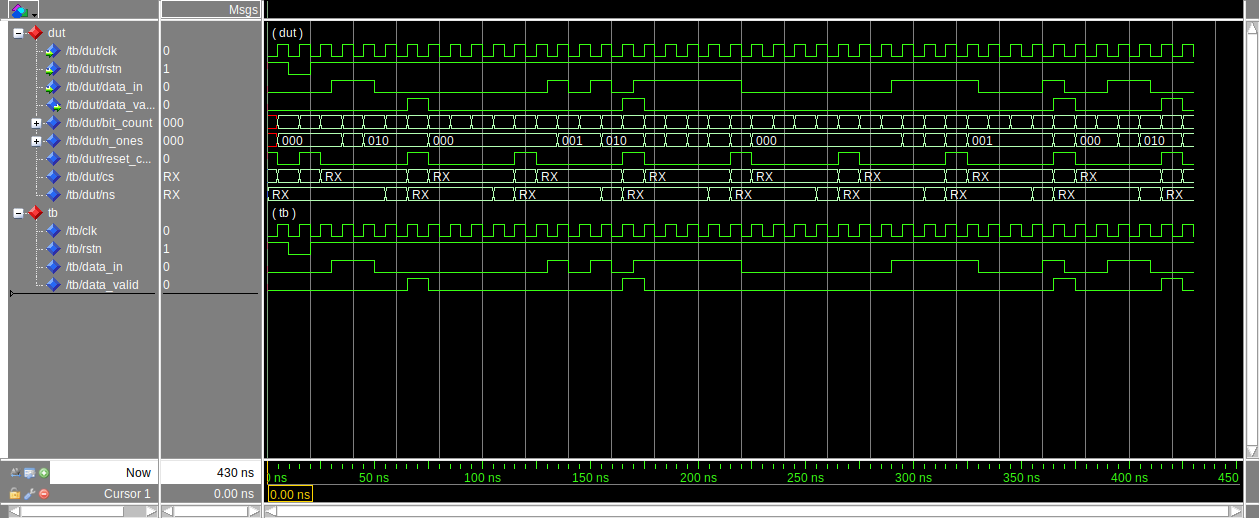 Msgs
dut
( dut )
/tb/dut/clk 0
/tb/dut/rstn 1
/tb/dut/data_in 0
/tb/dut/data_va... 0
/tb/dut/bit_count 000
/tb/dut/n_ones 000 000 010 000 001 010 000 001 000 010
/tb/dut/reset_c... 0
/tb/dut/cs RX RX RX RX RX RX RX RX RX
/tb/dut/ns RX RX RX RX RX RX RX RX RX RX
tb
( tb )
/tb/clk 0
/tb/rstn 1
/tb/data_in 0
/tb/data_valid 0
Now 430 ns ns 50 ns 100 ns 150 ns 200 ns 250 ns 300 ns 350 ns 400 ns 450
Cursor 1 0.00 ns 0.00 ns